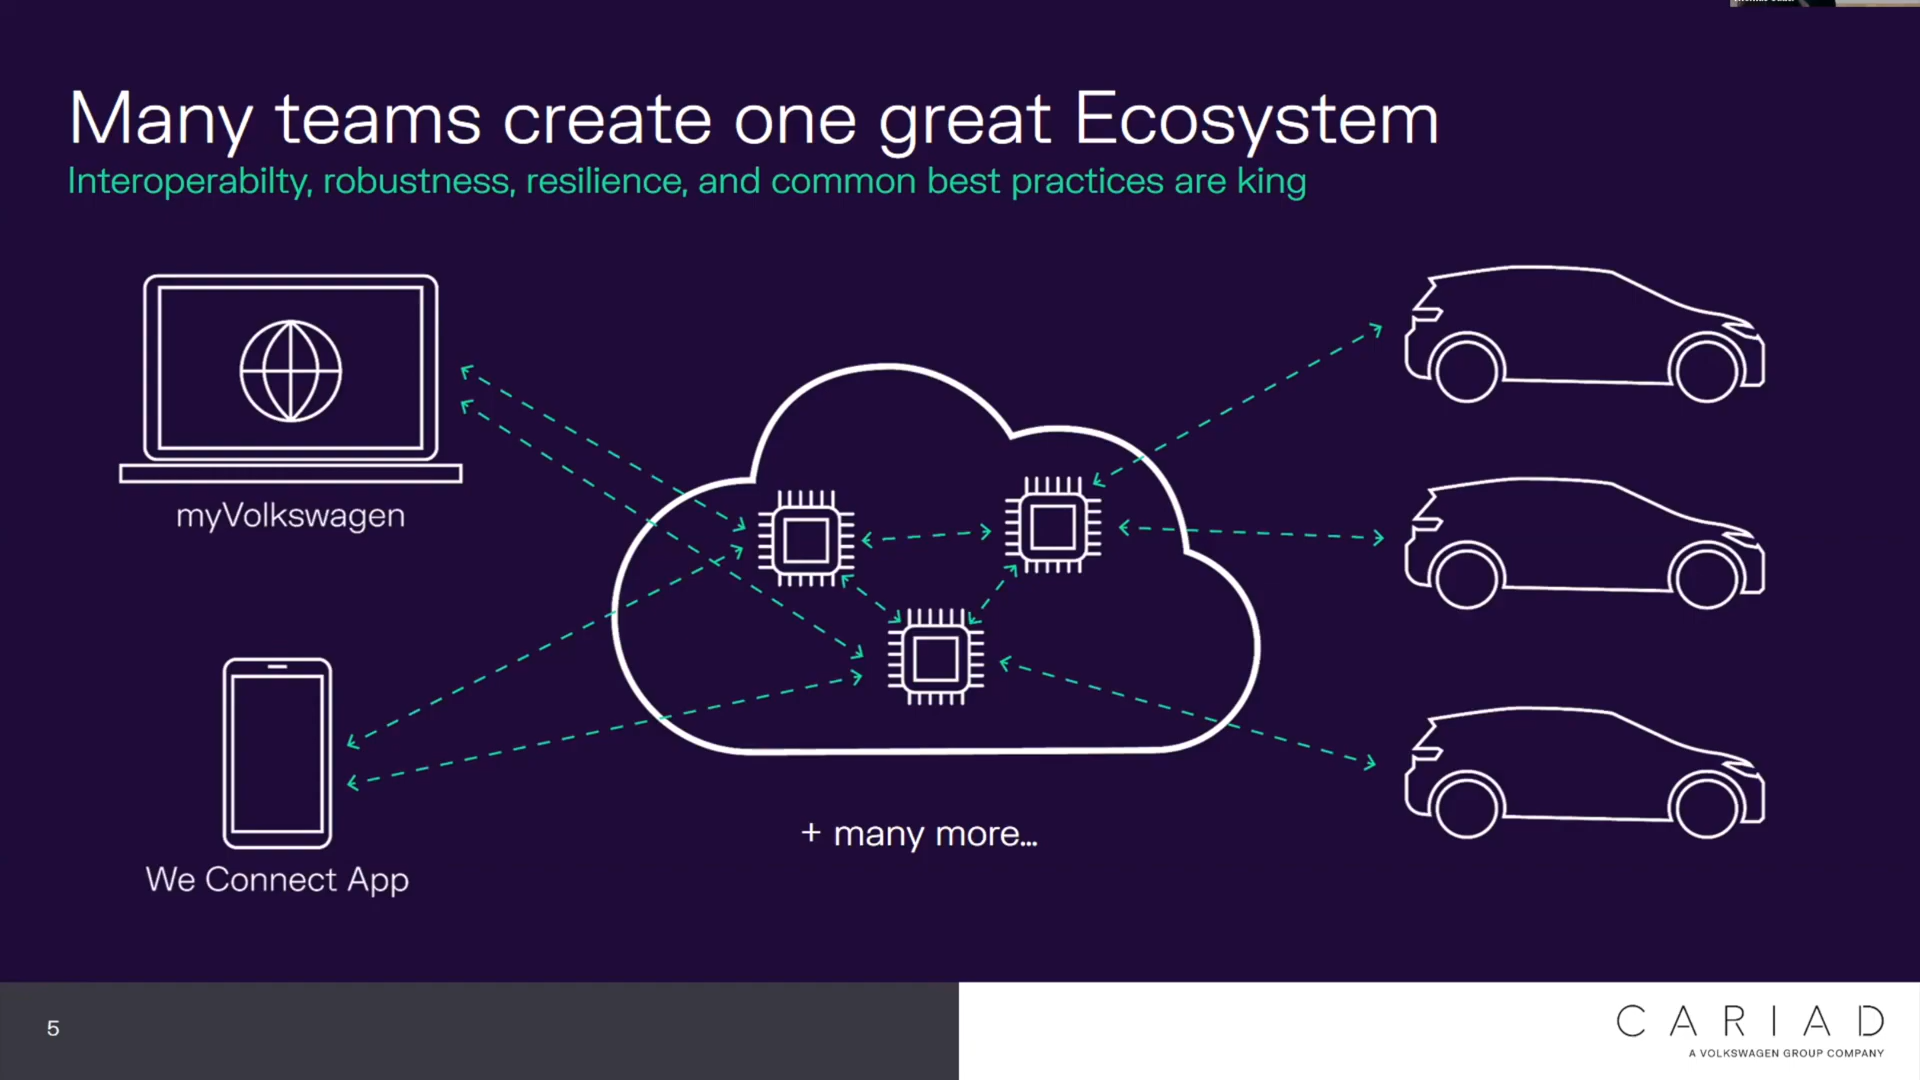 Many teams create one great Ecosystem
Interoperabilty, robustness, resilience, and common best practices are king
myVolkswagen
We Connect App
+ many more...
5
CARIAD
A VOLKSWAGEN GROUP COMPANY